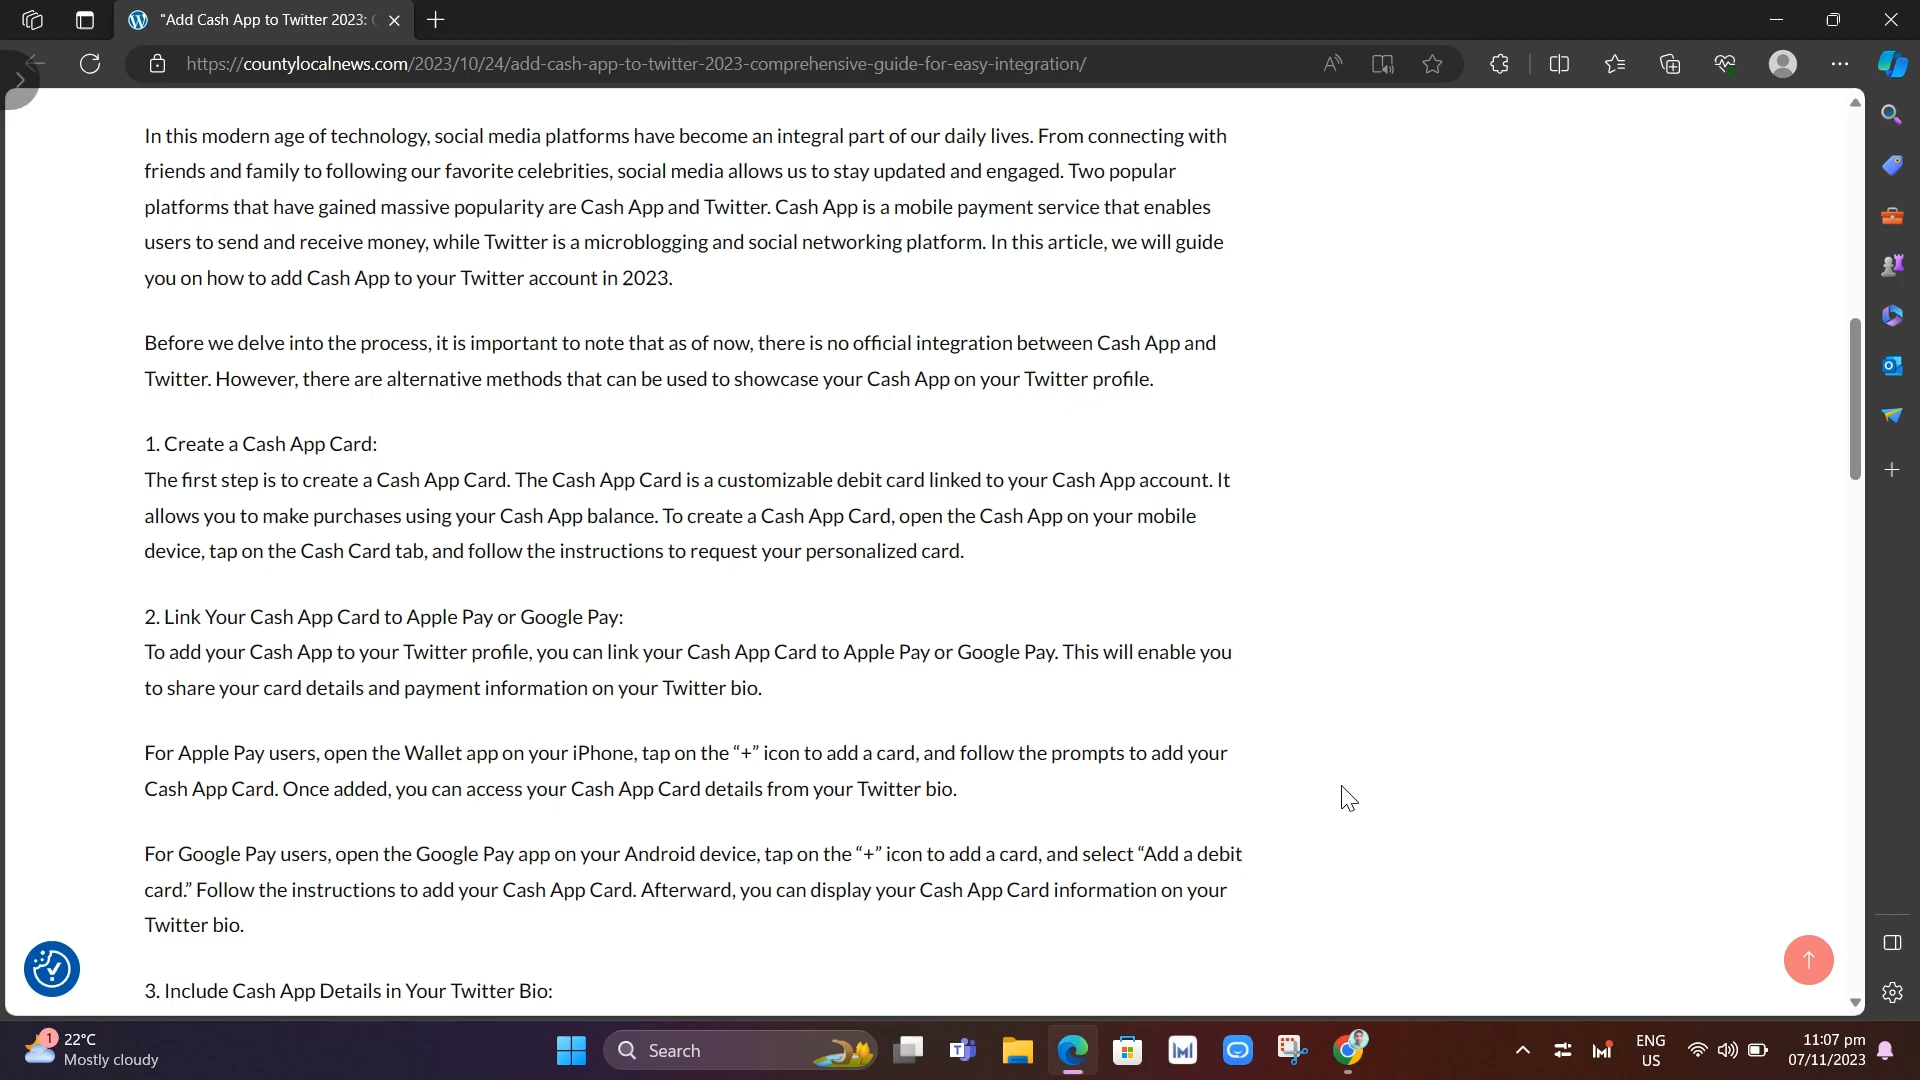 "Add Cash App to Twitter 2023:
https://countylocalnews.com/2023/10/24/add-cash-app-to-twitter-2023-comprehensive-guide-for-easy-integration/
In this modern age of technology, social media platforms have become an integral part of our daily lives. From connecting with
friends and family to following our favorite celebrities, social media allows us to stay updated and engaged. Two popular
platforms that have gained massive popularity are Cash App and Twitter. Cash App is a mobile payment service that enables
users to send and receive money, while Twitter is a microblogging and social networking platform. In this article, we will guide
you on how to add Cash App to your Twitter account in 2023.
Before we delve into the process, it is important to note that as of now, there is no official integration between Cash App and
Twitter. However, there are alternative methods that can be used to showcase your Cash App on your Twitter profile.
1. Create a Cash App Card:
The first step is to create a Cash App Card. The Cash App Card is a customizable debit card linked to your Cash App account. It
allows you to make purchases using your Cash App balance. To create a Cash App Card, open the Cash App on your mobile
device, tap on the Cash Card tab, and follow the instructions to request your personalized card.
2. Link Your Cash App Card to Apple Pay or Google Pay:
To add your Cash App to your Twitter profile, you can link your Cash App Card to Apple Pay or Google Pay. This will enable you
to share your card details and payment information on your Twitter bio.
For Apple Pay users, open the Wallet app on your iPhone, tap on the “+” icon to add a card, and follow the prompts to add your
Cash App Card. Once added, you can access your Cash App Card details from your Twitter bio.
For Google Pay users, open the Google Pay app on your Android device, tap on the “+” icon to add a card, and select “Add a debit
card.” Follow the instructions to add your Cash App Card. Afterward, you can display your Cash App Card information on your
Twitter bio.
3. Include Cash App Details in Your Twitter Bio:
1
22°C
Mostly cloudy
Search
ENG
US
11:07 pm
07/11/2023